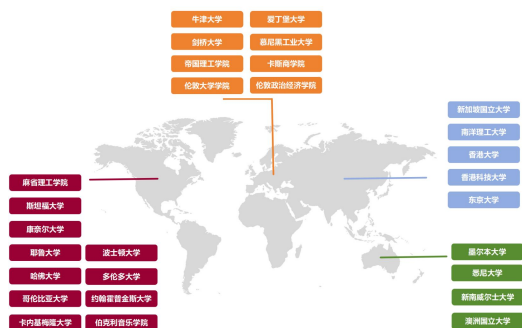 牛津大学
爱丁堡大学
剑桥大学
慕尼黑工业大学
帝国理工学院
卡斯商学院
伦敦大学学院
伦敦政治经济学院
新加坡国立大学
南洋理工大学
香港大学
香港科技大学
东京大学
麻省理工学院
斯坦福大学
康奈尔大学
耶鲁大学
波士顿大学
哈佛大学
多伦多大学
哥伦比亚大学
约翰霍普金斯大学
卡内基梅隆大学
伯克利音乐学院
墨尔本大学
悉尼大学
新南威尔士大学
澳洲国立大学